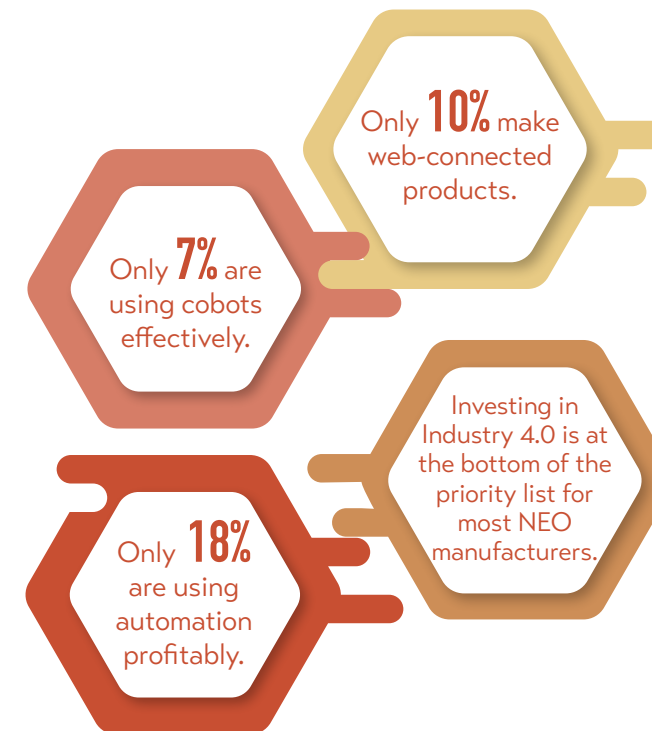 Only 10% make
web-connected
products.
Only 7% are
using cobots
effectively.
Investing in
Industry 4.0 is at
the bottom of the
priority list for
most NEO
manufacturers.
Only 18%
are using
automation
profitably.